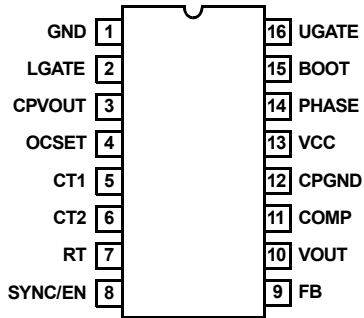 GND 1 16 UGATE
LGATE 2 15 BOOT
CPVOUT 3 14 PHASE
OCSET 4 13 VCC
CT1 5 12 CPGND
CT2 6 11 COMP
RT 7 10 VOUT
SYNC/EN 8 9 FB